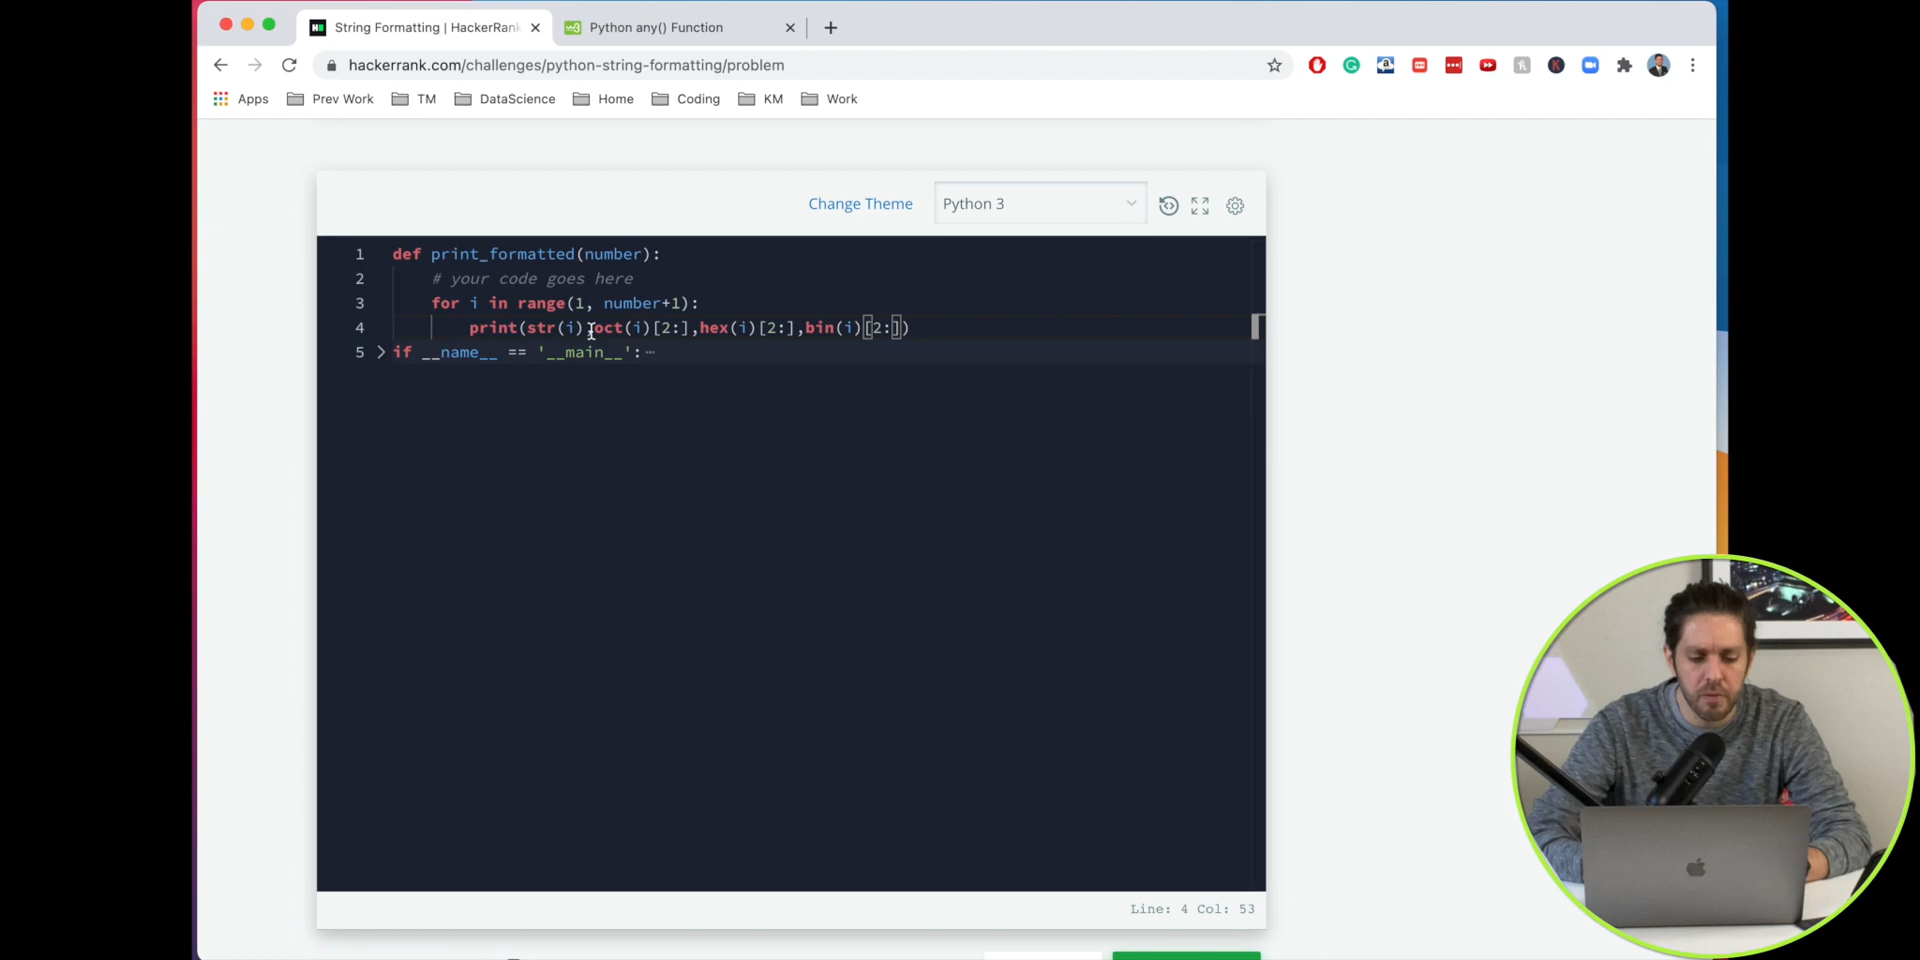 String Formatting | HackerRank
Python any() Function
hackerrank.com/challenges/python-string-formatting/problem
Apps
Prev Work
TM
DataScience
Home
Coding
KM
Work
Change Theme
Python 3
1 def print_formatted(number):
2 # your code goes here
3 for i in range(1, number+1):
4 print(str(i),oct(i)[2:],hex(i)[2:],bin(i)[2:])
5 if __name__ == '__main__':
Line: 4 Col: 53